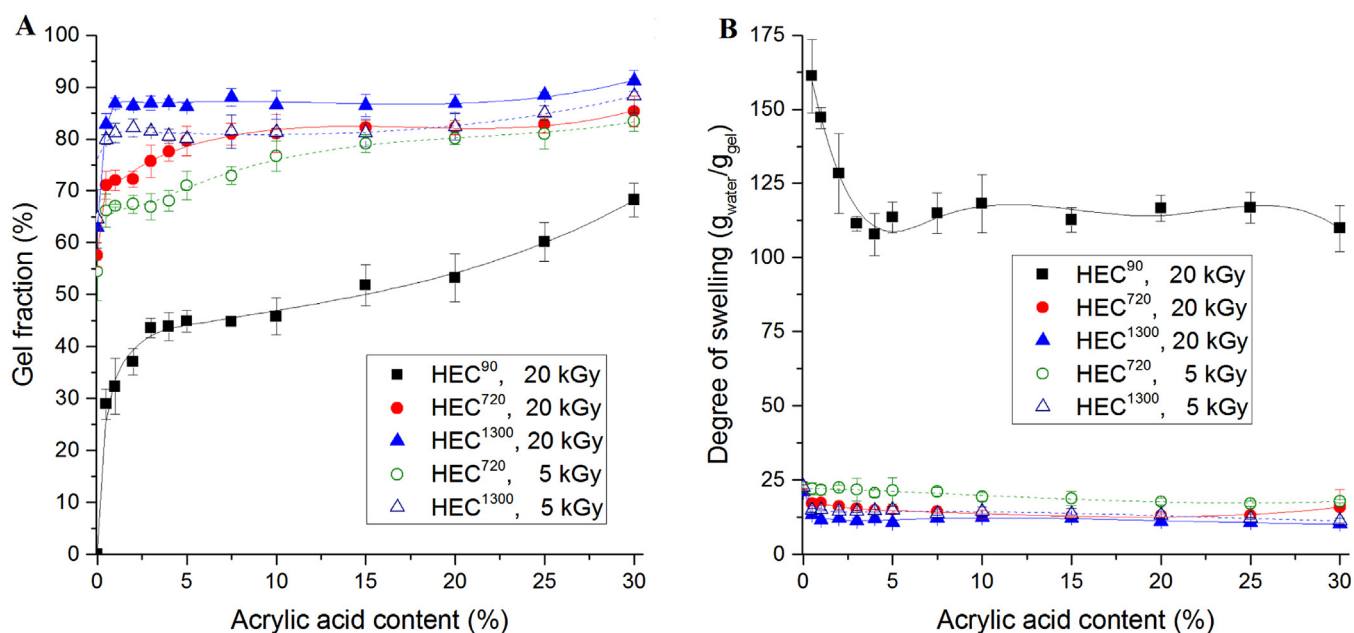 A
Gel fraction (%)
100
90
80
70
60
50
40
30
20
10
0
0
5
10
15
20
25
30
Acrylic acid content (%)
HEC⁹⁰, 20 kGy
HEC⁷²⁰, 20 kGy
HEC¹³⁰⁰, 20 kGy
HEC⁷²⁰, 5 kGy
HEC¹³⁰⁰, 5 kGy
B
Degree of swelling (g_water/g_gel)
175
150
125
100
75
50
25
0
0
5
10
15
20
25
30
Acrylic acid content (%)
HEC⁹⁰, 20 kGy
HEC⁷²⁰, 20 kGy
HEC¹³⁰⁰, 20 kGy
HEC⁷²⁰, 5 kGy
HEC¹³⁰⁰, 5 kGy